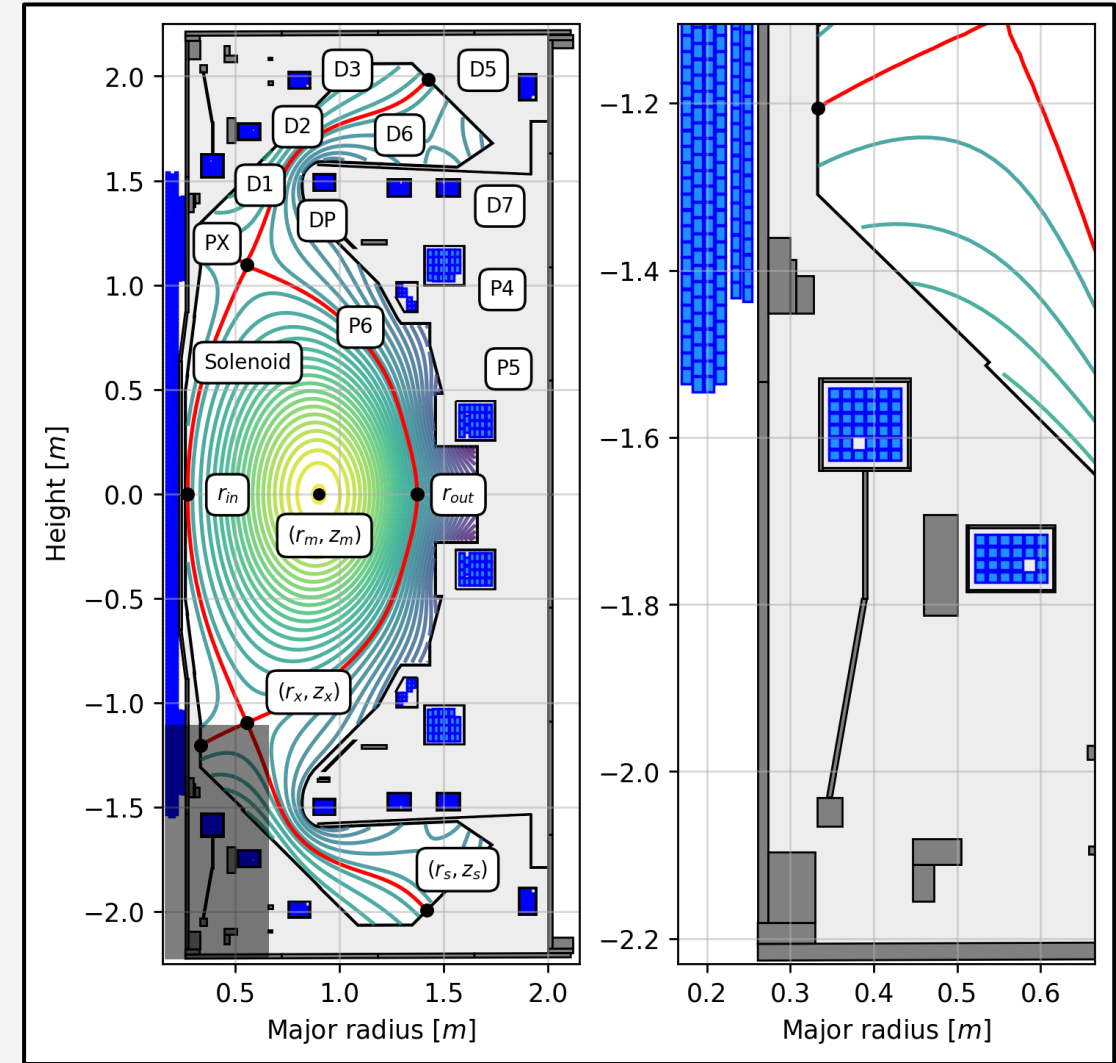 D3
D5
D2
D6
D1
D7
DP
PX
P4
P6
P5
Solenoid
r_in
r_out
(r_m, z_m)
(r_x, z_x)
(r_s, z_s)
2.0
1.5
1.0
0.5
0.0
−0.5
−1.0
−1.5
−2.0
Height [m]
0.5
1.0
1.5
2.0
Major radius [m]
−1.2
−1.4
−1.6
−1.8
−2.0
−2.2
0.2
0.3
0.4
0.5
0.6
Major radius [m]